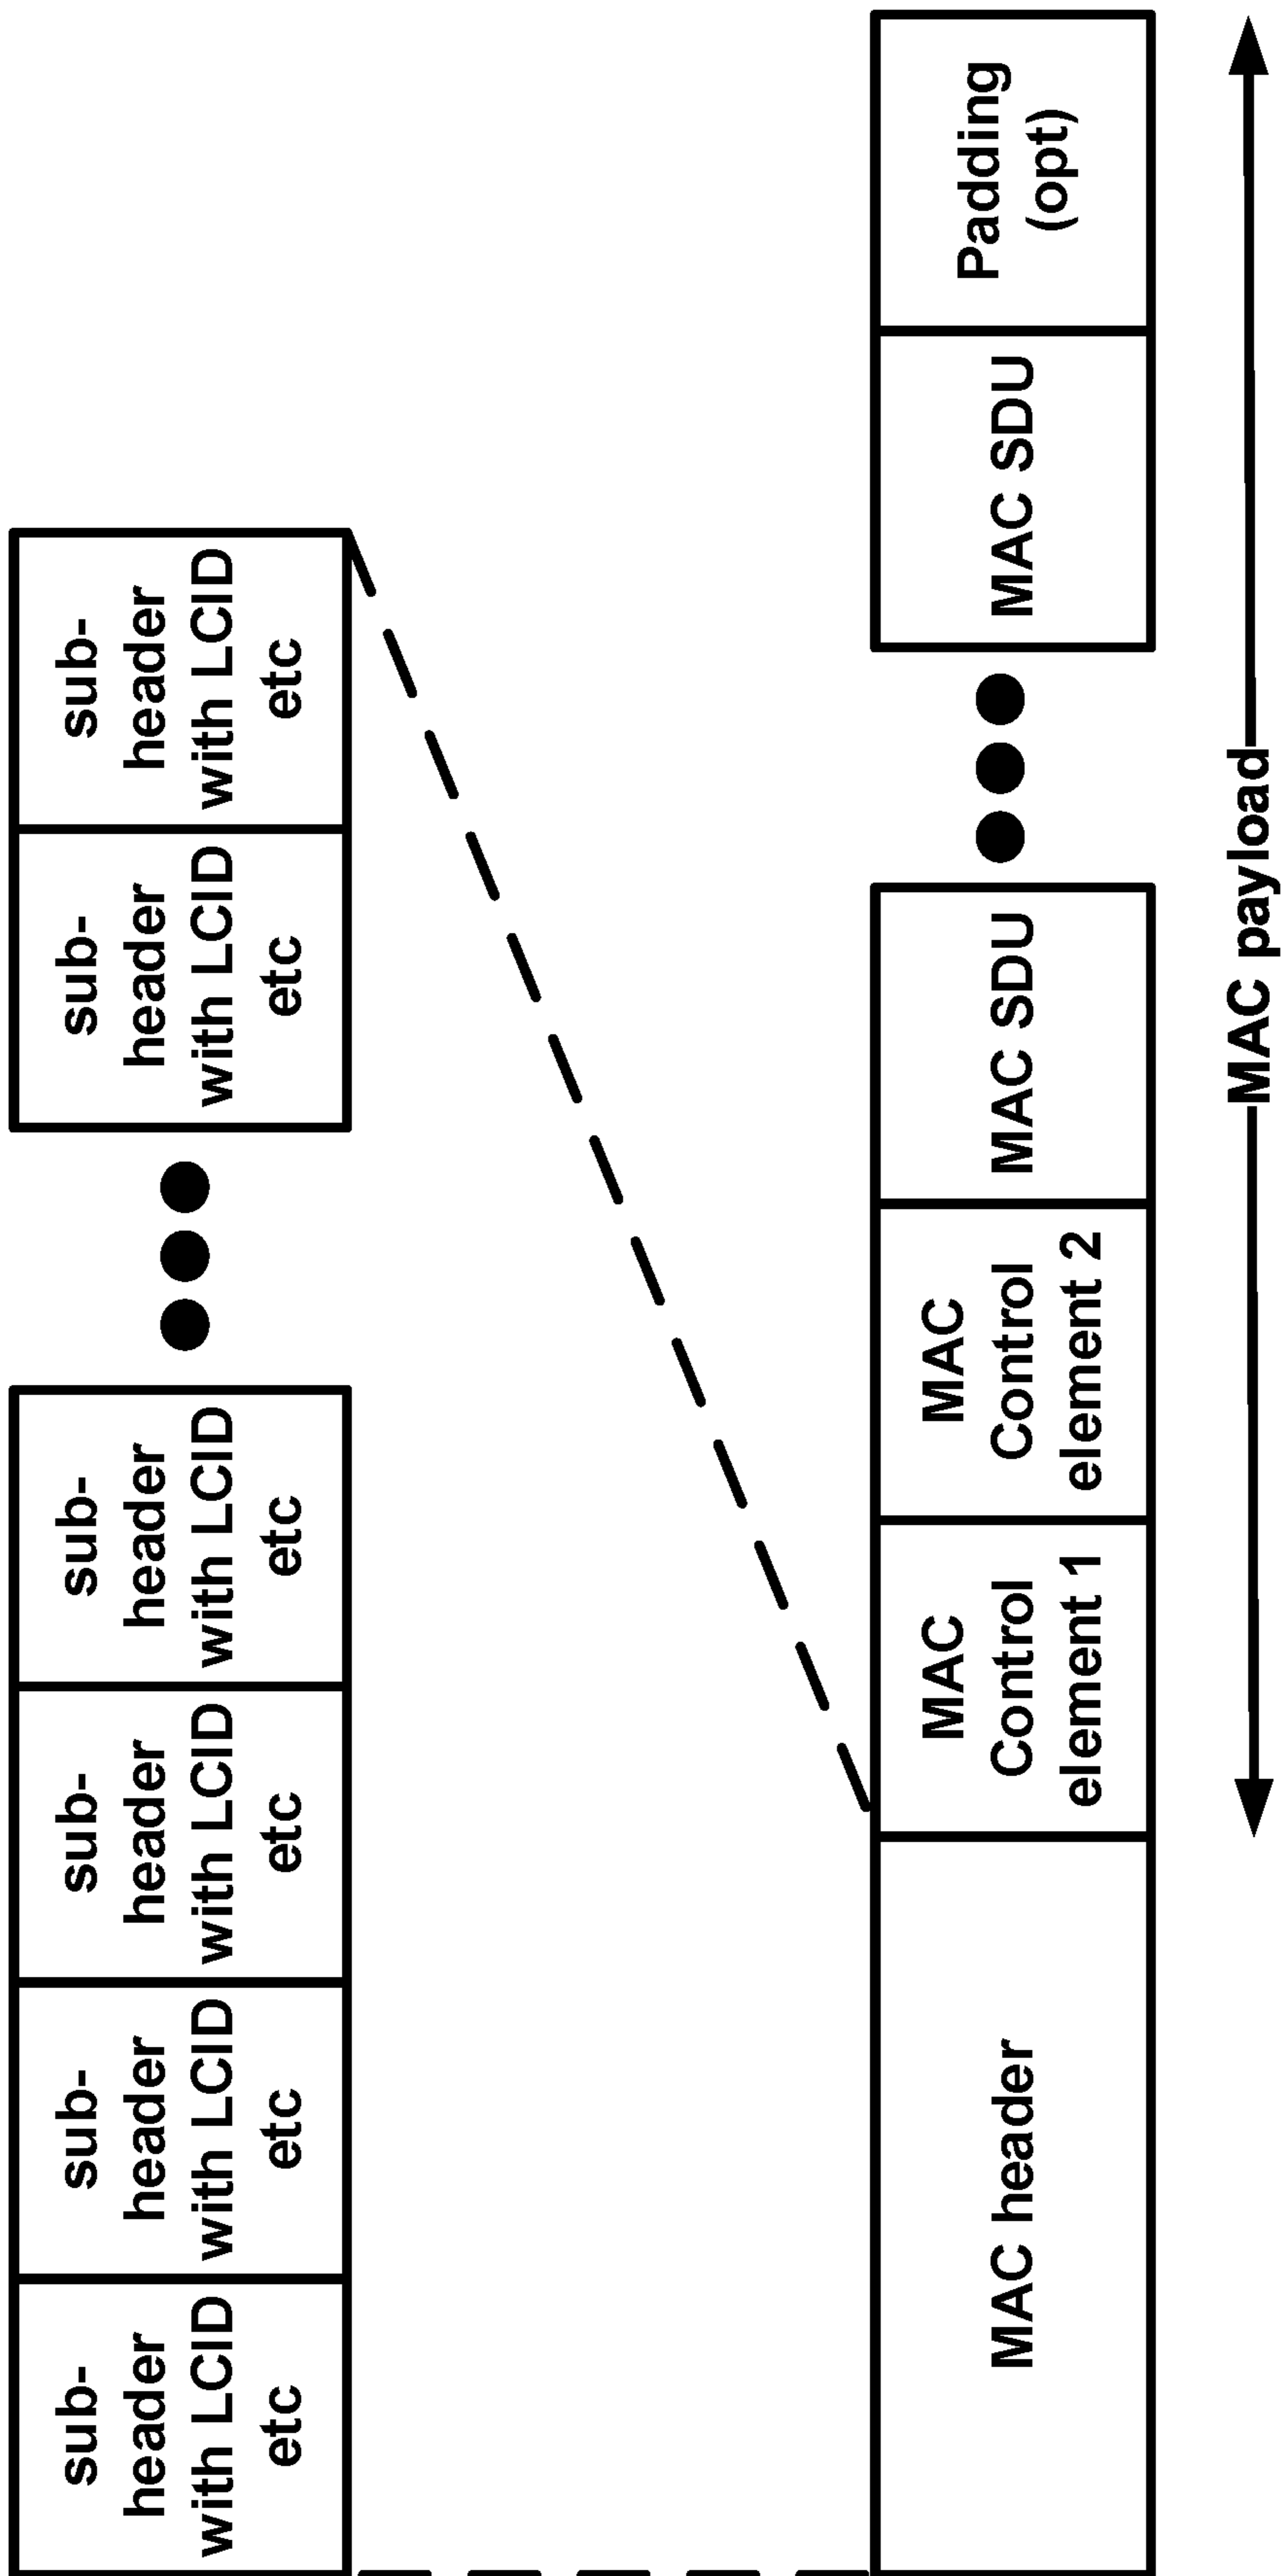 sub-
header
with LCID
etc
sub-
header
with LCID
etc
sub-
header
with LCID
etc
sub-
header
with LCID
etc
sub-
header
with LCID
etc
sub-
header
with LCID
etc
MAC header
MAC
Control
element 1
MAC
Control
element 2
MAC SDU
MAC SDU
Padding
(opt)
MAC payload